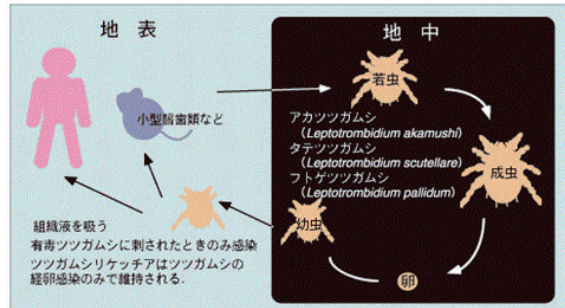 地 表
地 中
小型齧歯類など
若虫
アカツツガムシ
(Leptotrombidium akamushi)
タテツツガムシ
(Leptotrombidium scutellare)
フトゲツツガムシ
(Leptotrombidium pallidum)
成虫
幼虫
卵
組織液を吸う
有毒ツツガムシに刺されたときのみ感染
ツツガムシリケッチアはツツガムシの
経卵感染のみで維持される.